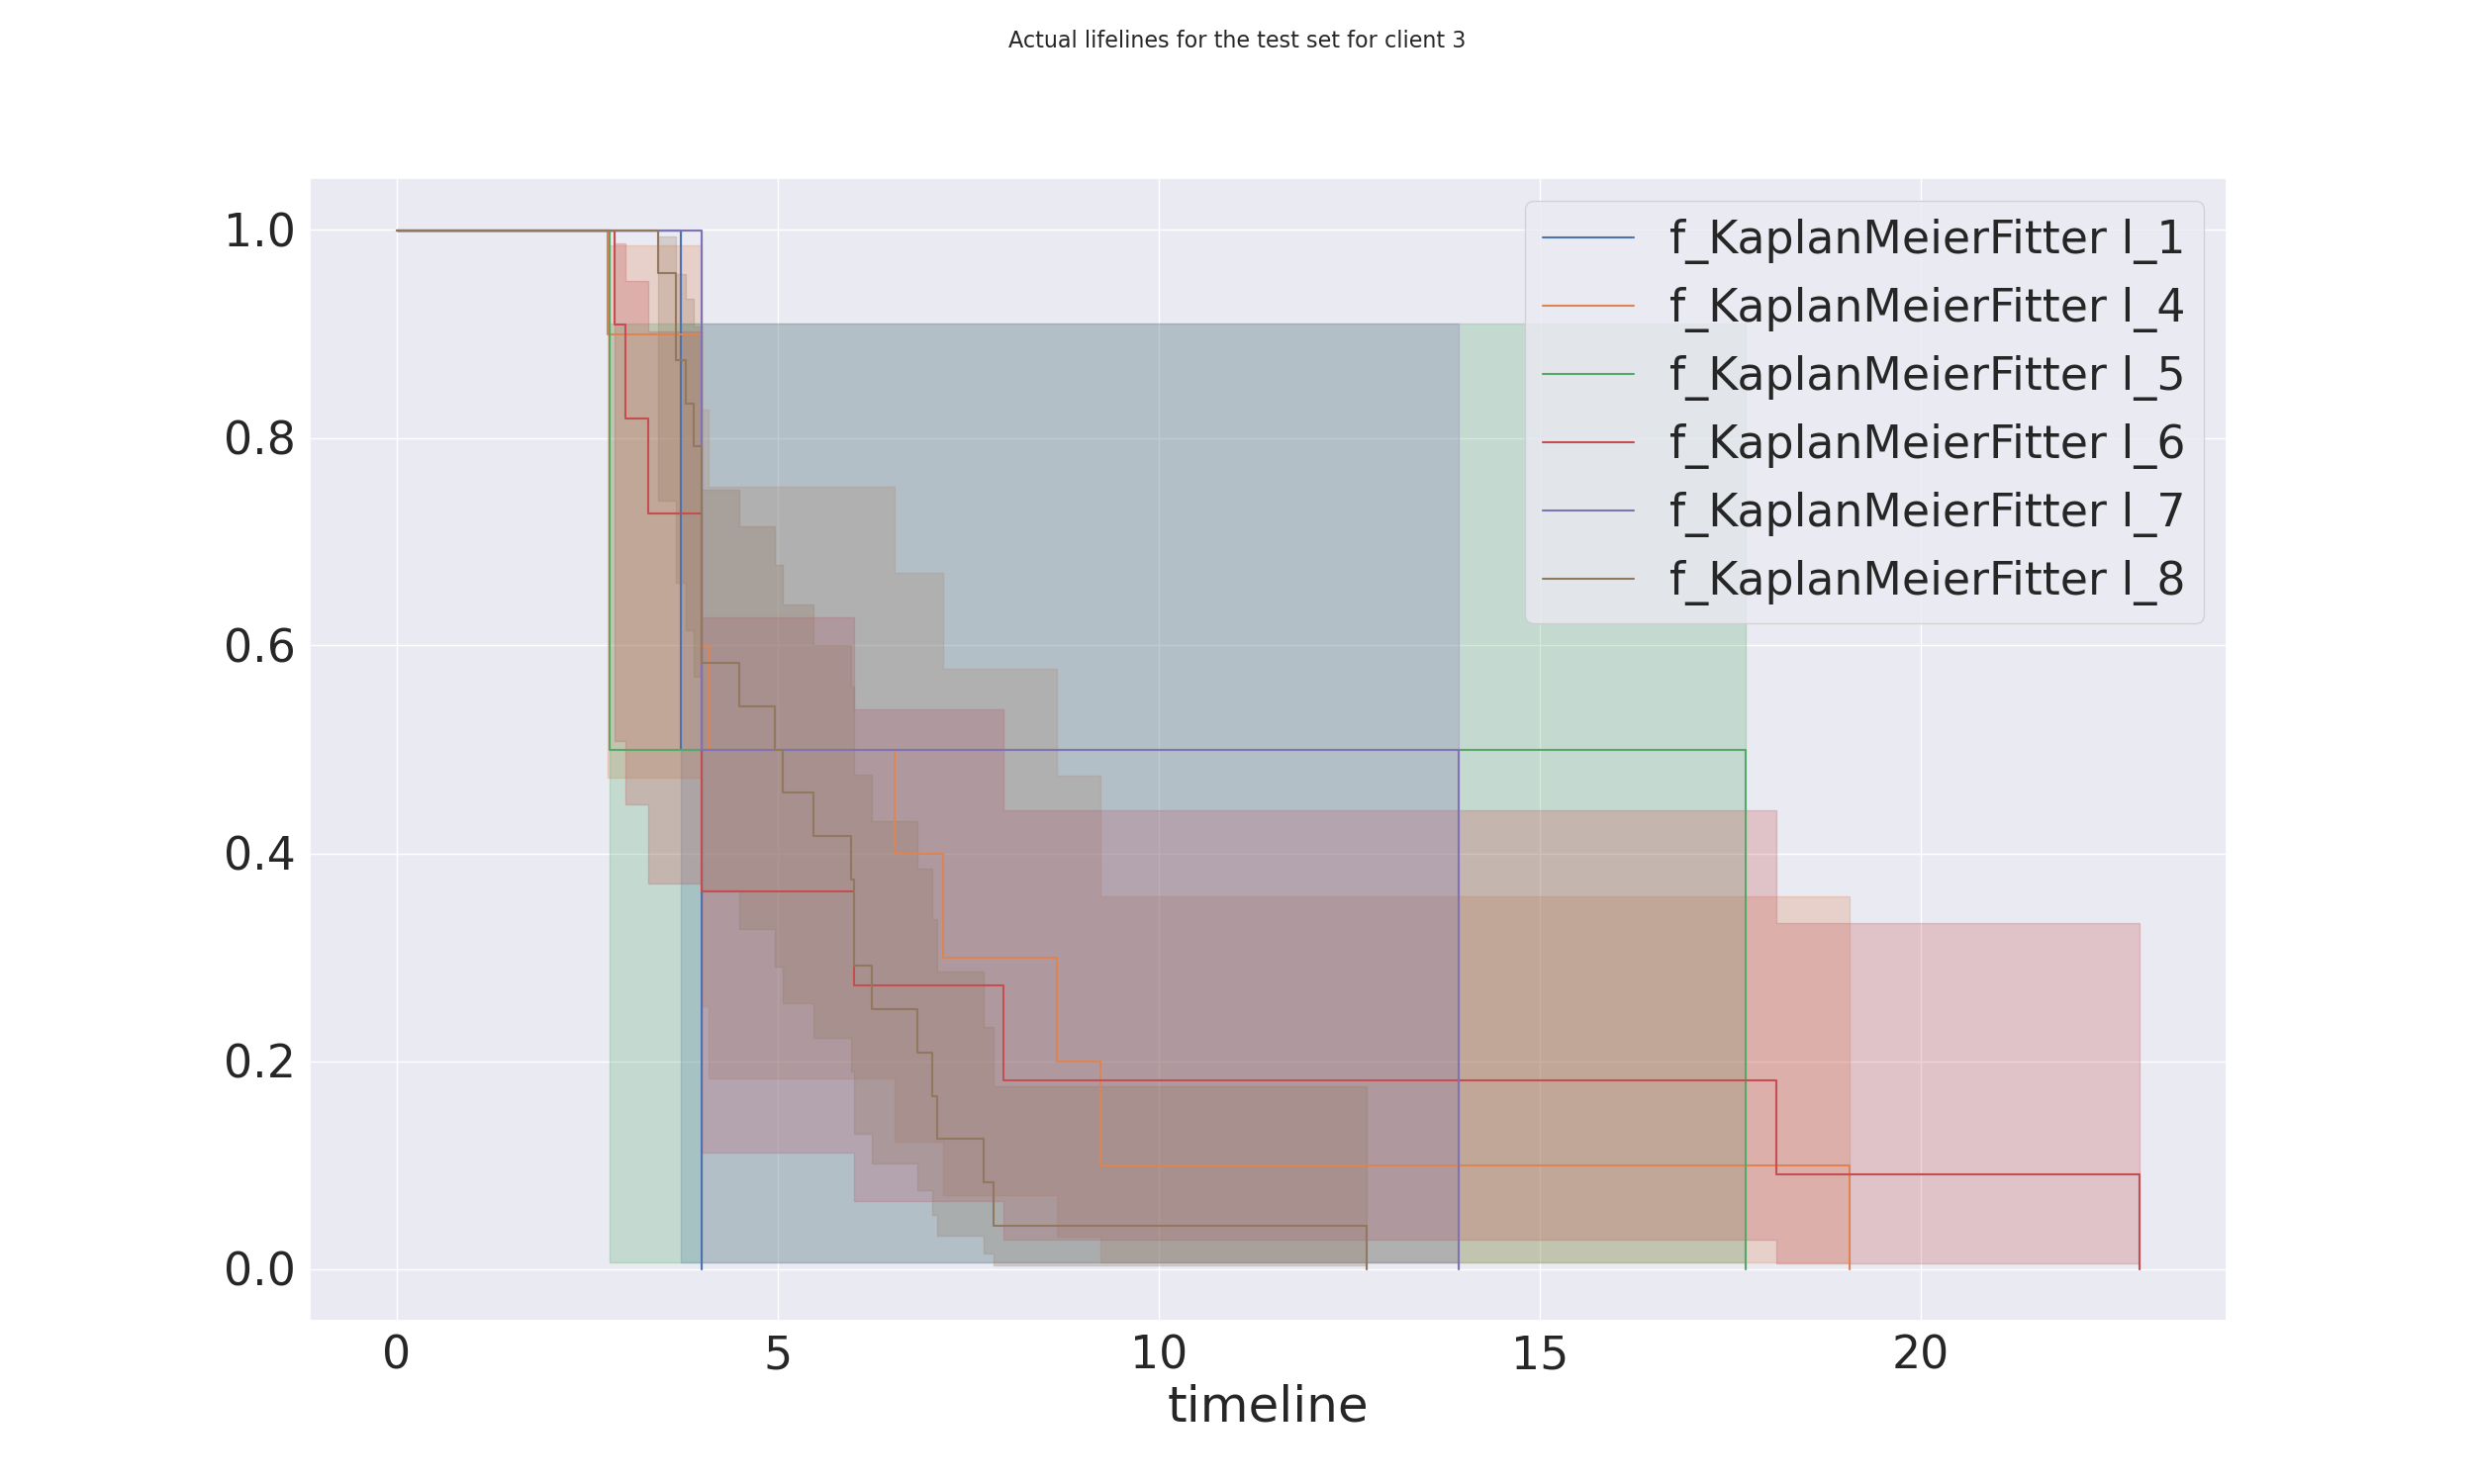 Actual lifelines for the test set for client 3
1.0
0.8
0.6
0.4
0.2
0.0
f_KaplanMeierFitter l_1
f_KaplanMeierFitter l_4
f_KaplanMeierFitter l_5
f_KaplanMeierFitter l_6
f_KaplanMeierFitter l_7
f_KaplanMeierFitter l_8
0 5 10 15 20
timeline